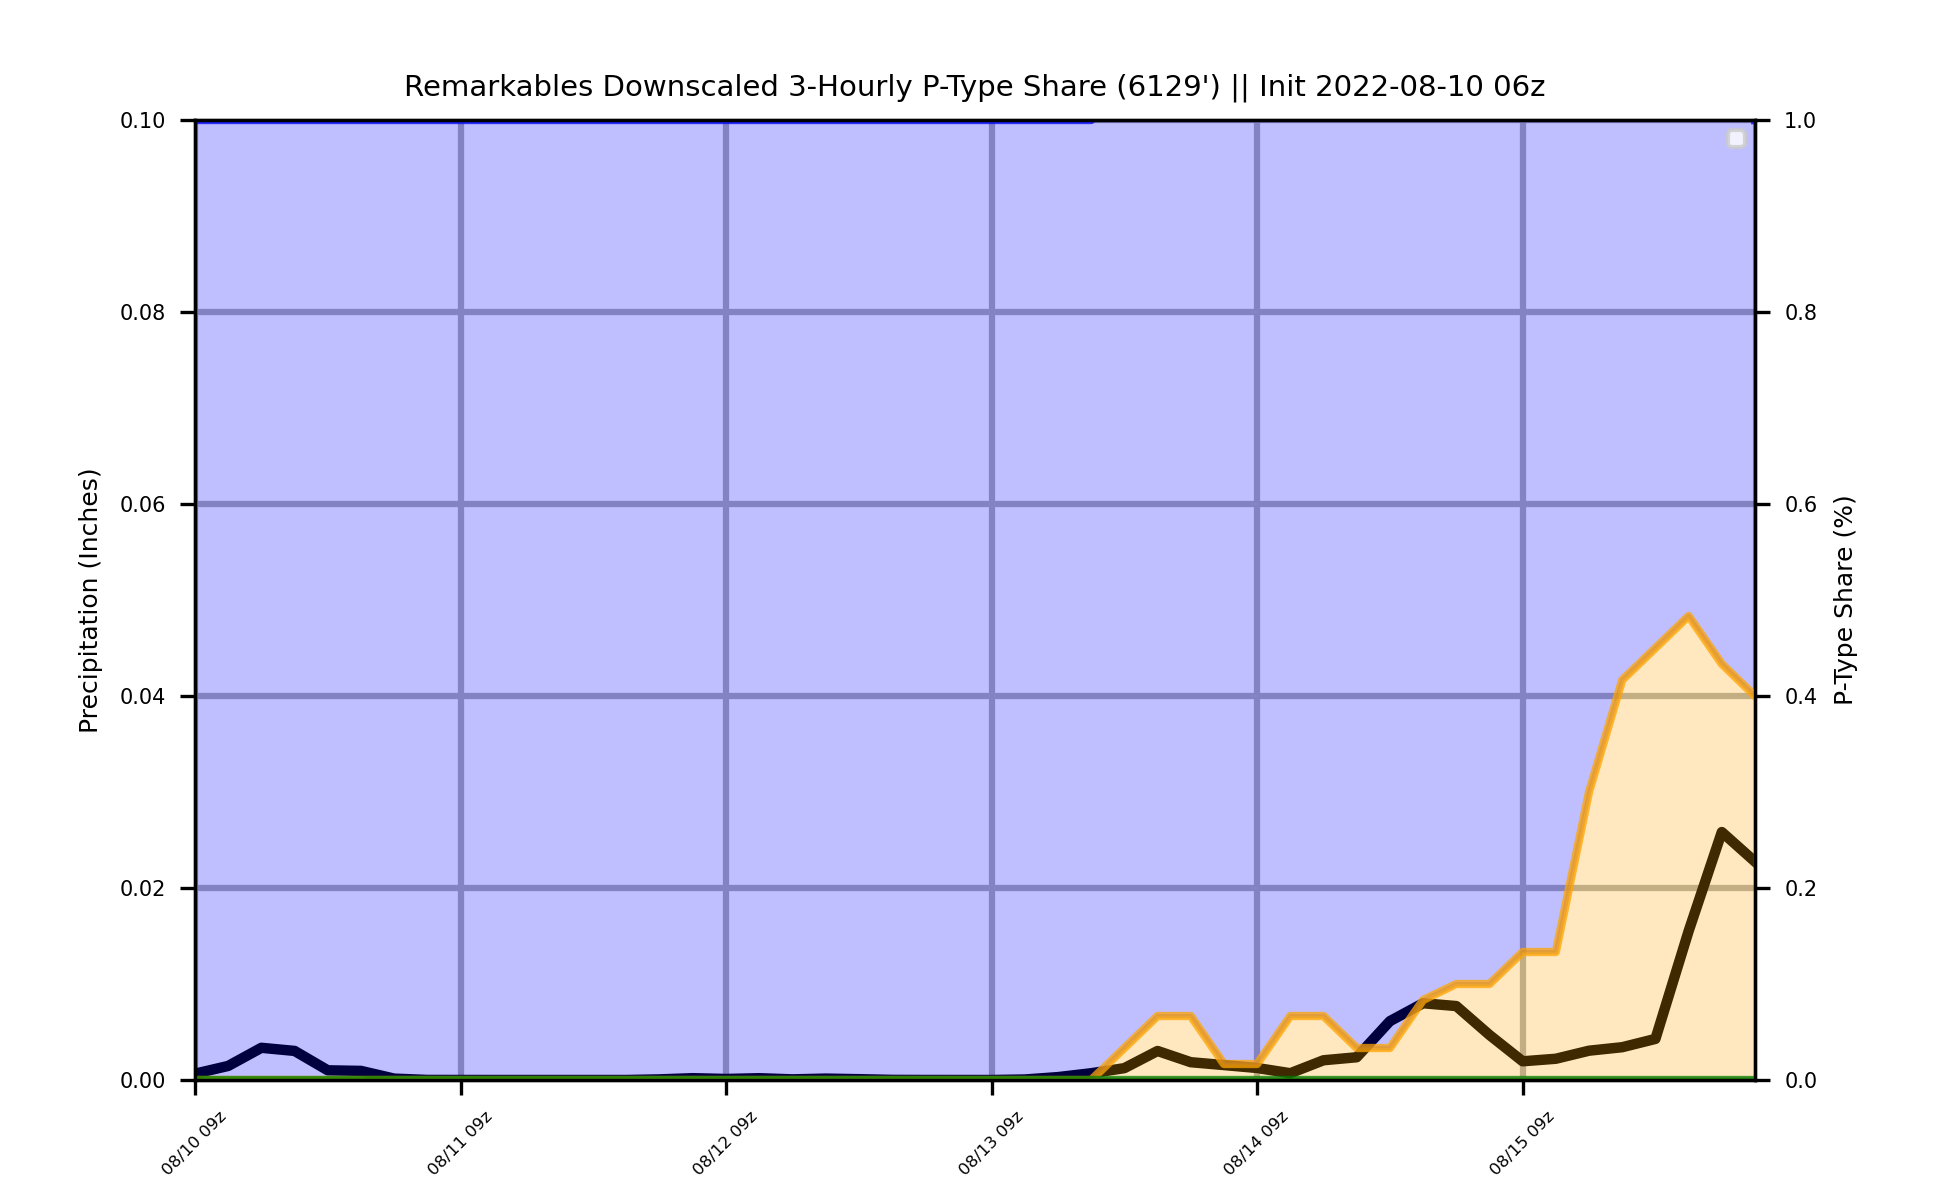 Remarkables Downscaled 3-Hourly P-Type Share (6129') || Init 2022-08-10 06z
0.10
0.08
0.06
0.04
0.02
0.00
Precipitation (Inches)
1.0
0.8
0.6
0.4
0.2
0.0
P-Type Share (%)
08/10 09z
08/11 09z
08/12 09z
08/13 09z
08/14 09z
08/15 09z